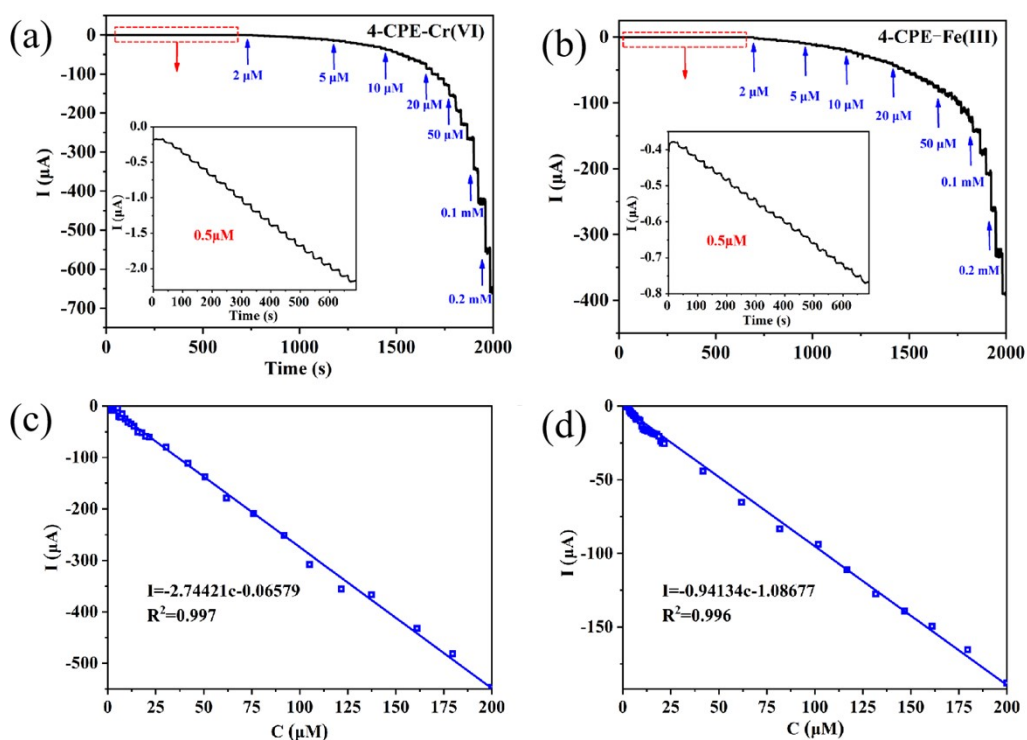 (a)
4-CPE-Cr(VI)
0
-100
-200
-300
-400
-500
-600
-700
I (μA)
2 μM
5 μM
10 μM
20 μM
50 μM
0.1 mM
0.2 mM
0.0
-0.5
-1.0
-1.5
-2.0
I (μA)
0.5μM
0 100 200 300 400 500 600
Time (s)
0 500 1000 1500 2000
Time (s)
(b)
4-CPE-Fe(III)
0
-100
-200
-300
-400
I (μA)
2 μM
5 μM
10 μM
20 μM
50 μM
0.1 mM
0.2 mM
-0.4
-0.5
-0.6
-0.7
-0.8
I (μA)
0.5μM
0 100 200 300 400 500 600
Time (s)
0 500 1000 1500 2000
(c)
0
-100
-200
-300
-400
-500
I (μA)
I=-2.74421c-0.06579
R²=0.997
0 25 50 75 100 125 150 175 200
C (μM)
(d)
0
-50
-100
-150
I (μA)
I=-0.94134c-1.08677
R²=0.996
0 25 50 75 100 125 150 175 200
C (μM)